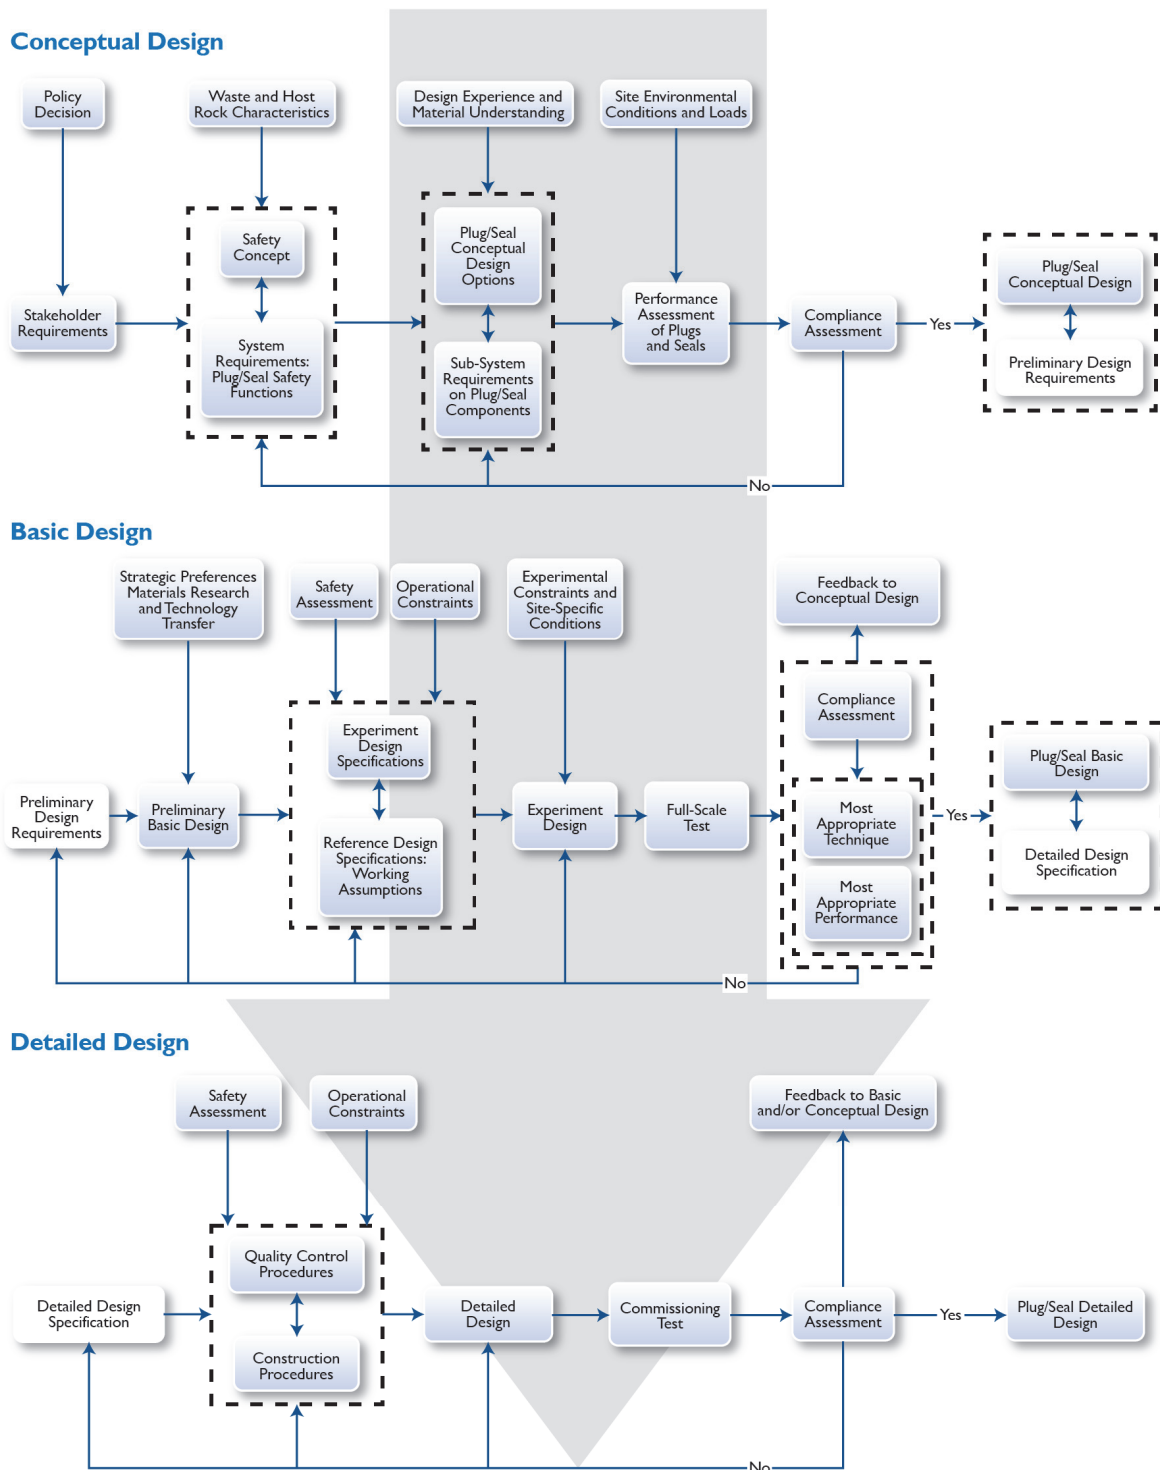 Conceptual Design
Policy
Decision
Waste and Host
Rock Characteristics
Design Experience and
Material Understanding
Site Environmental
Conditions and Loads
Safety
Concept
Plug/Seal
Conceptual
Design
Options
Plug/Seal
Conceptual Design
Stakeholder
Requirements
System
Requirements:
Plug/Seal Safety
Functions
Sub-System
Requirements
on Plug/Seal
Components
Performance
Assessment
of Plugs
and Seals
Compliance
Assessment
Yes
Preliminary Design
Requirements
No
Basic Design
Strategic Preferences
Materials Research
and Technology
Transfer
Safety
Assessment
Operational
Constraints
Experimental
Constraints and
Site-Specific
Conditions
Feedback to
Conceptual Design
Compliance
Assessment
Experiment
Design
Specifications
Plug/Seal Basic
Design
Preliminary
Design
Requirements
Preliminary
Basic Design
Reference Design
Specifications:
Working
Assumptions
Experiment
Design
Full-Scale
Test
Most
Appropriate
Technique
Yes
Most
Appropriate
Performance
Detailed Design
Specification
No
Detailed Design
Safety
Assessment
Operational
Constraints
Feedback to Basic
and/or Conceptual Design
Quality Control
Procedures
Detailed Design
Specification
Construction
Procedures
Detailed
Design
Commissioning
Test
Compliance
Assessment
Yes
Plug/Seal Detailed
Design
No